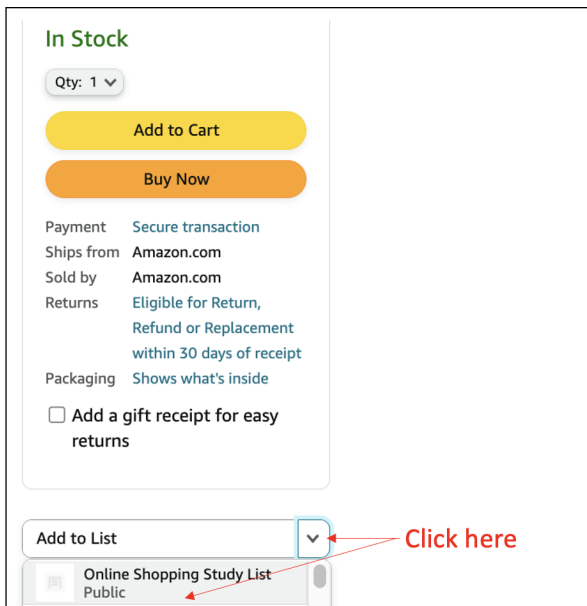 In Stock
Qty: 1
Add to Cart
Buy Now
Payment Secure transaction
Ships from Amazon.com
Sold by Amazon.com
Returns Eligible for Return,
Refund or Replacement
within 30 days of receipt
Packaging Shows what's inside
Add a gift receipt for easy
returns
Add to List
Click here
Online Shopping Study List
Public